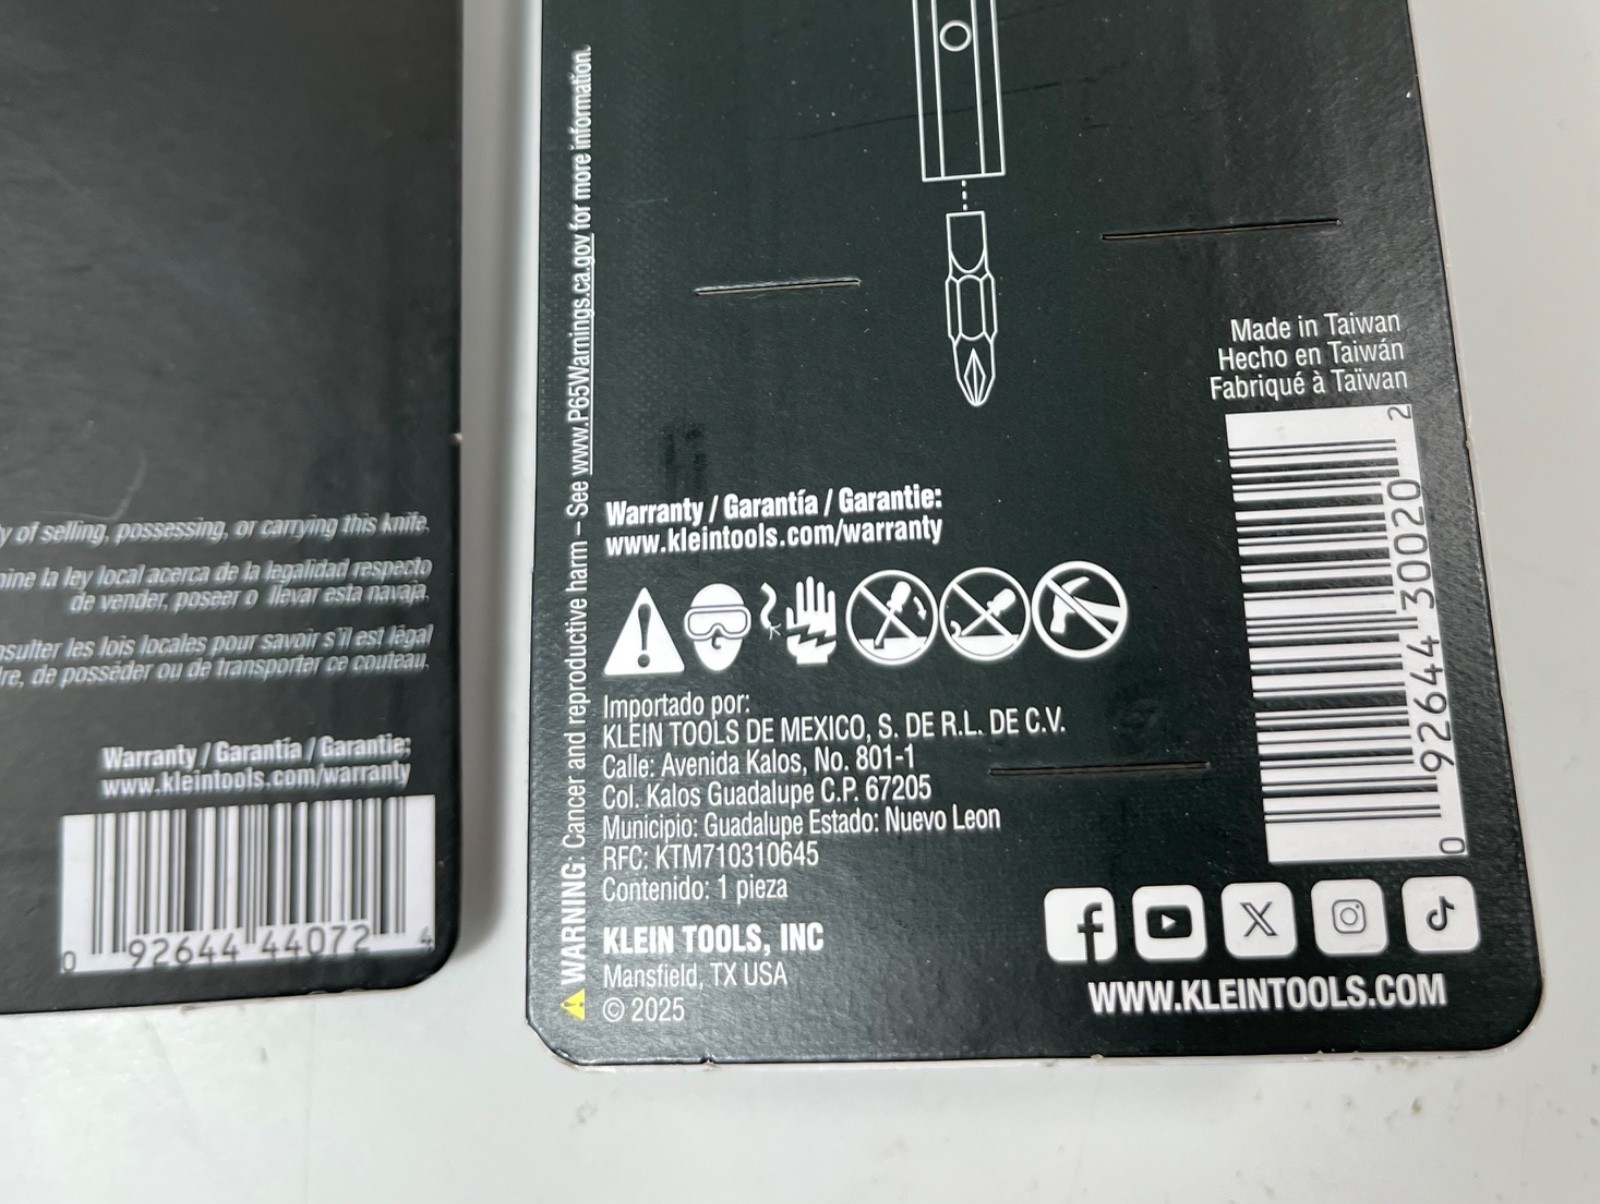 y of selling, possessing, or carrying this knife.
ine la ley local acerca de la legalidad respecto
de vender, poseer o llevar esta navaja.
nsulter les lois locales pour savoir s'il est légal
re, de posséder ou de transporter ce couteau.
Warranty / Garantía / Garantie:
www.kleintools.com/warranty
0 92644 44072 4
⚠ WARNING: Cancer and reproductive harm – See www.P65Warnings.ca.gov for more information.
Made in Taiwan
Hecho en Taiwán
Fabriqué à Taïwan
0 92644 30020 2
Warranty / Garantía / Garantie:
www.kleintools.com/warranty
Importado por:
KLEIN TOOLS DE MEXICO, S. DE R.L. DE C.V.
Calle: Avenida Kalos, No. 801-1
Col. Kalos Guadalupe C.P. 67205
Municipio: Guadalupe Estado: Nuevo Leon
RFC: KTM710310645
Contenido: 1 pieza
KLEIN TOOLS, INC
Mansfield, TX USA
© 2025
WWW.KLEINTOOLS.COM